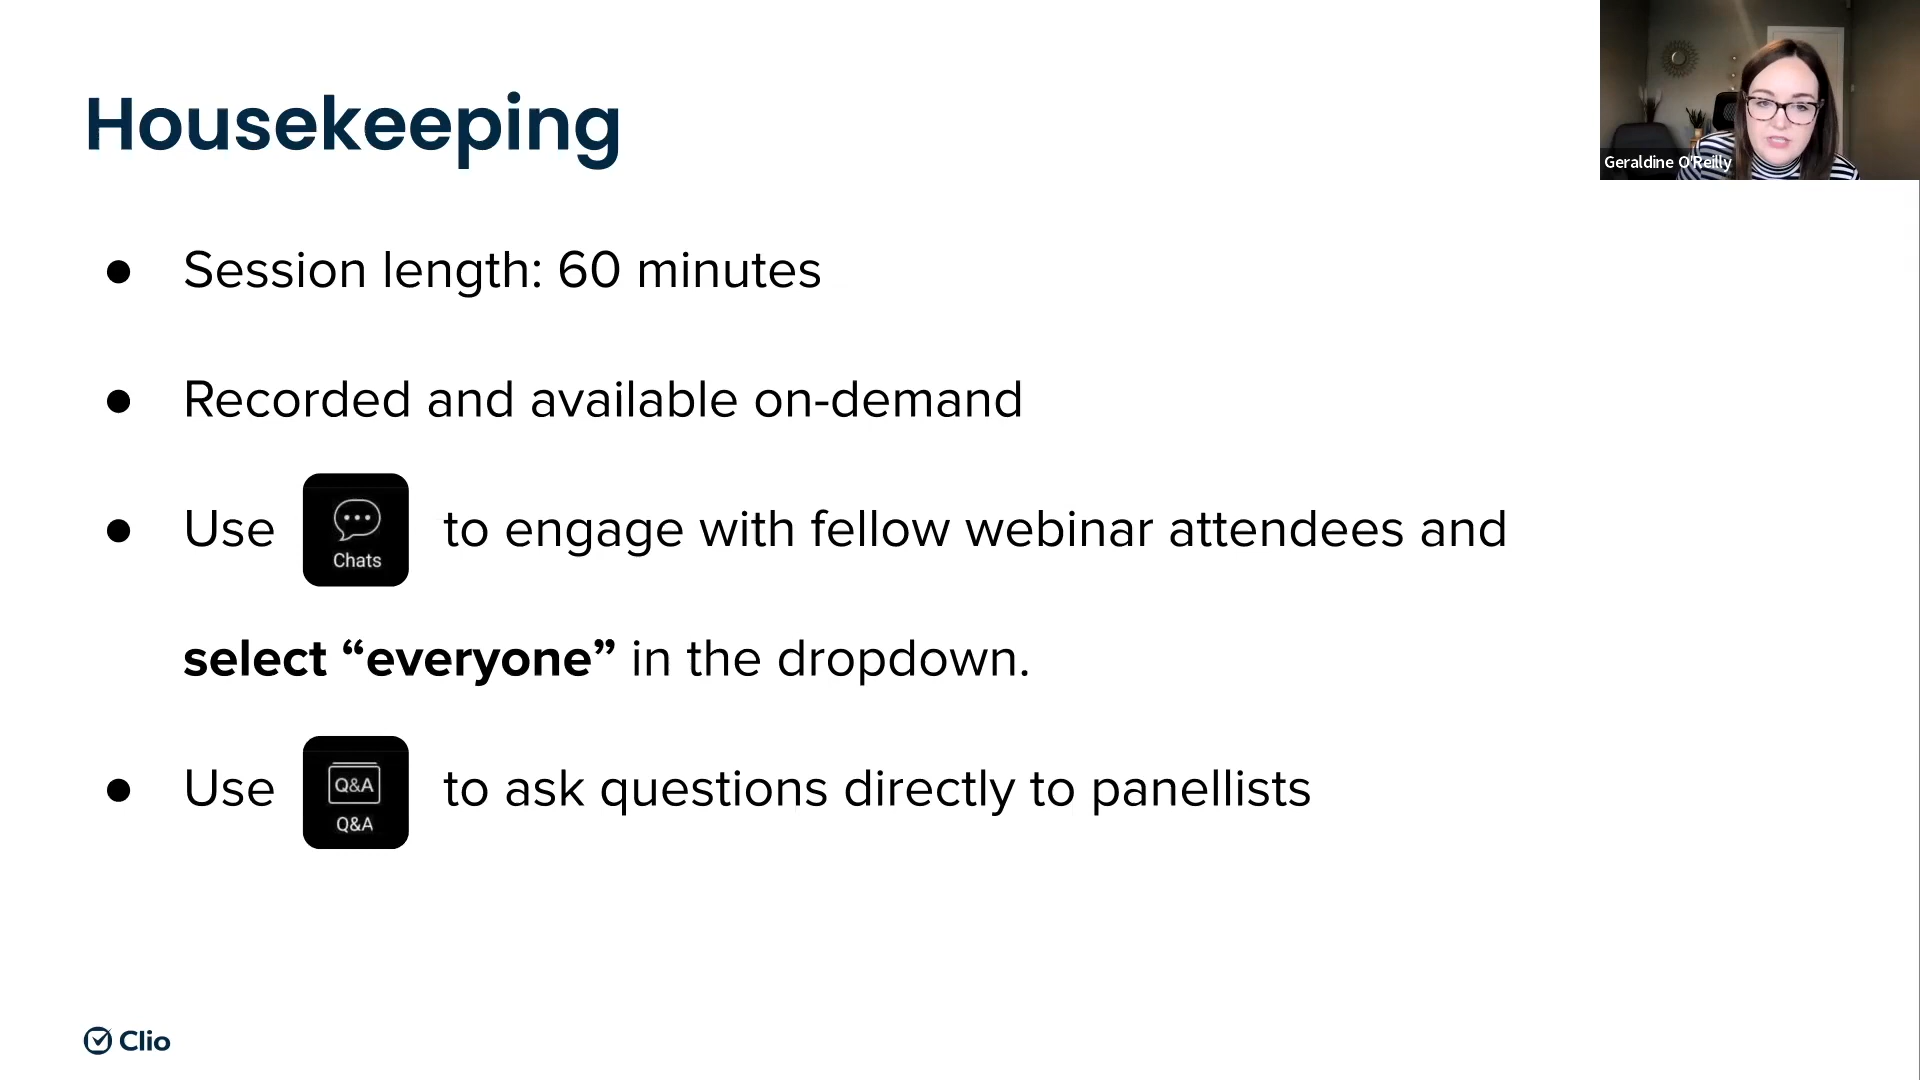 Housekeeping
Geraldine O'Reilly
● Session length: 60 minutes
● Recorded and available on-demand
● Use Chats to engage with fellow webinar attendees and
select “everyone” in the dropdown.
● Use Q&A Q&A to ask questions directly to panellists
Clio